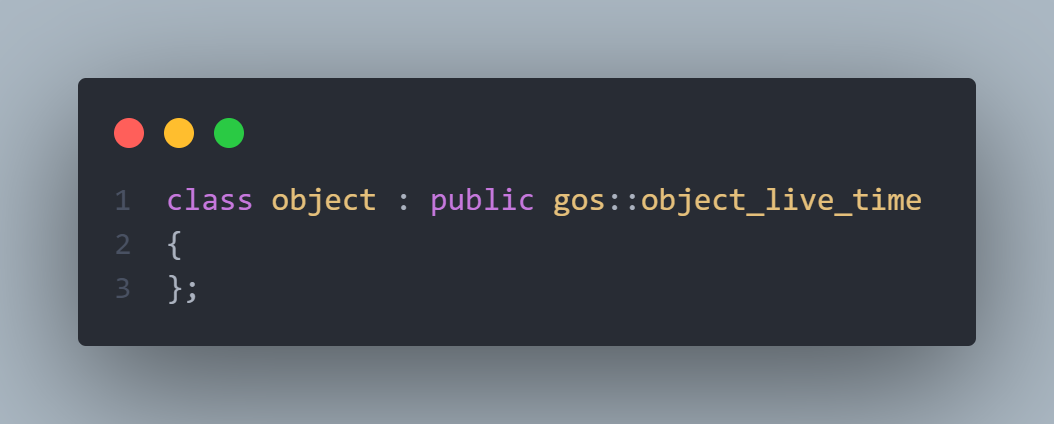 1 class object : public gos::object_live_time
2 {
3 };